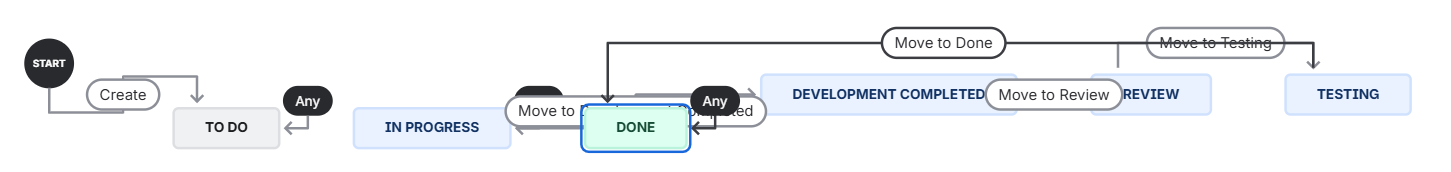 START
Create
TO DO
Any
IN PROGRESS
Move to
DONE
Any
Move to Done
DEVELOPMENT COMPLETED
Move to Review
REVIEW
Move to Testing
TESTING